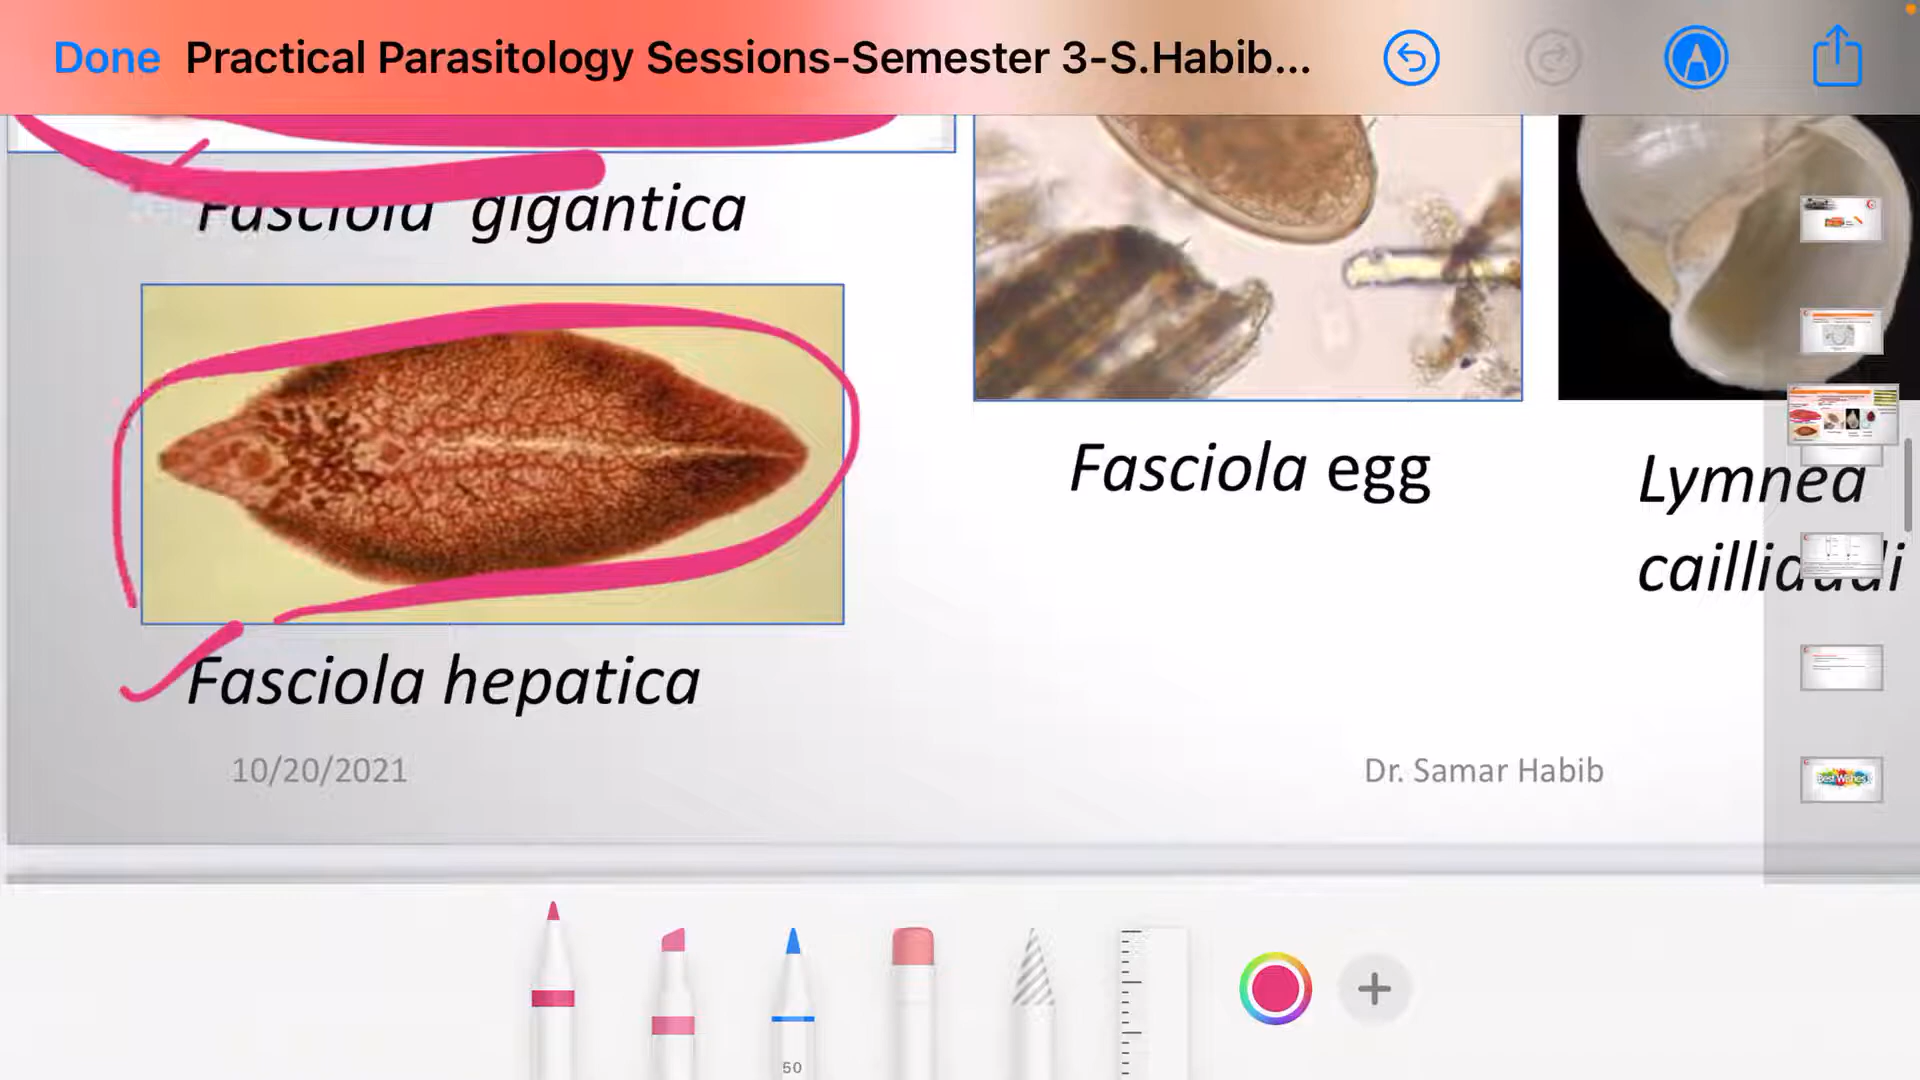 Done Practical Parasitology Sessions-Semester 3-S.Habib...
Fasciola gigantica
Fasciola egg
Lymnea
Fasciola hepatica
10/20/2021
Dr. Samar Habib
50